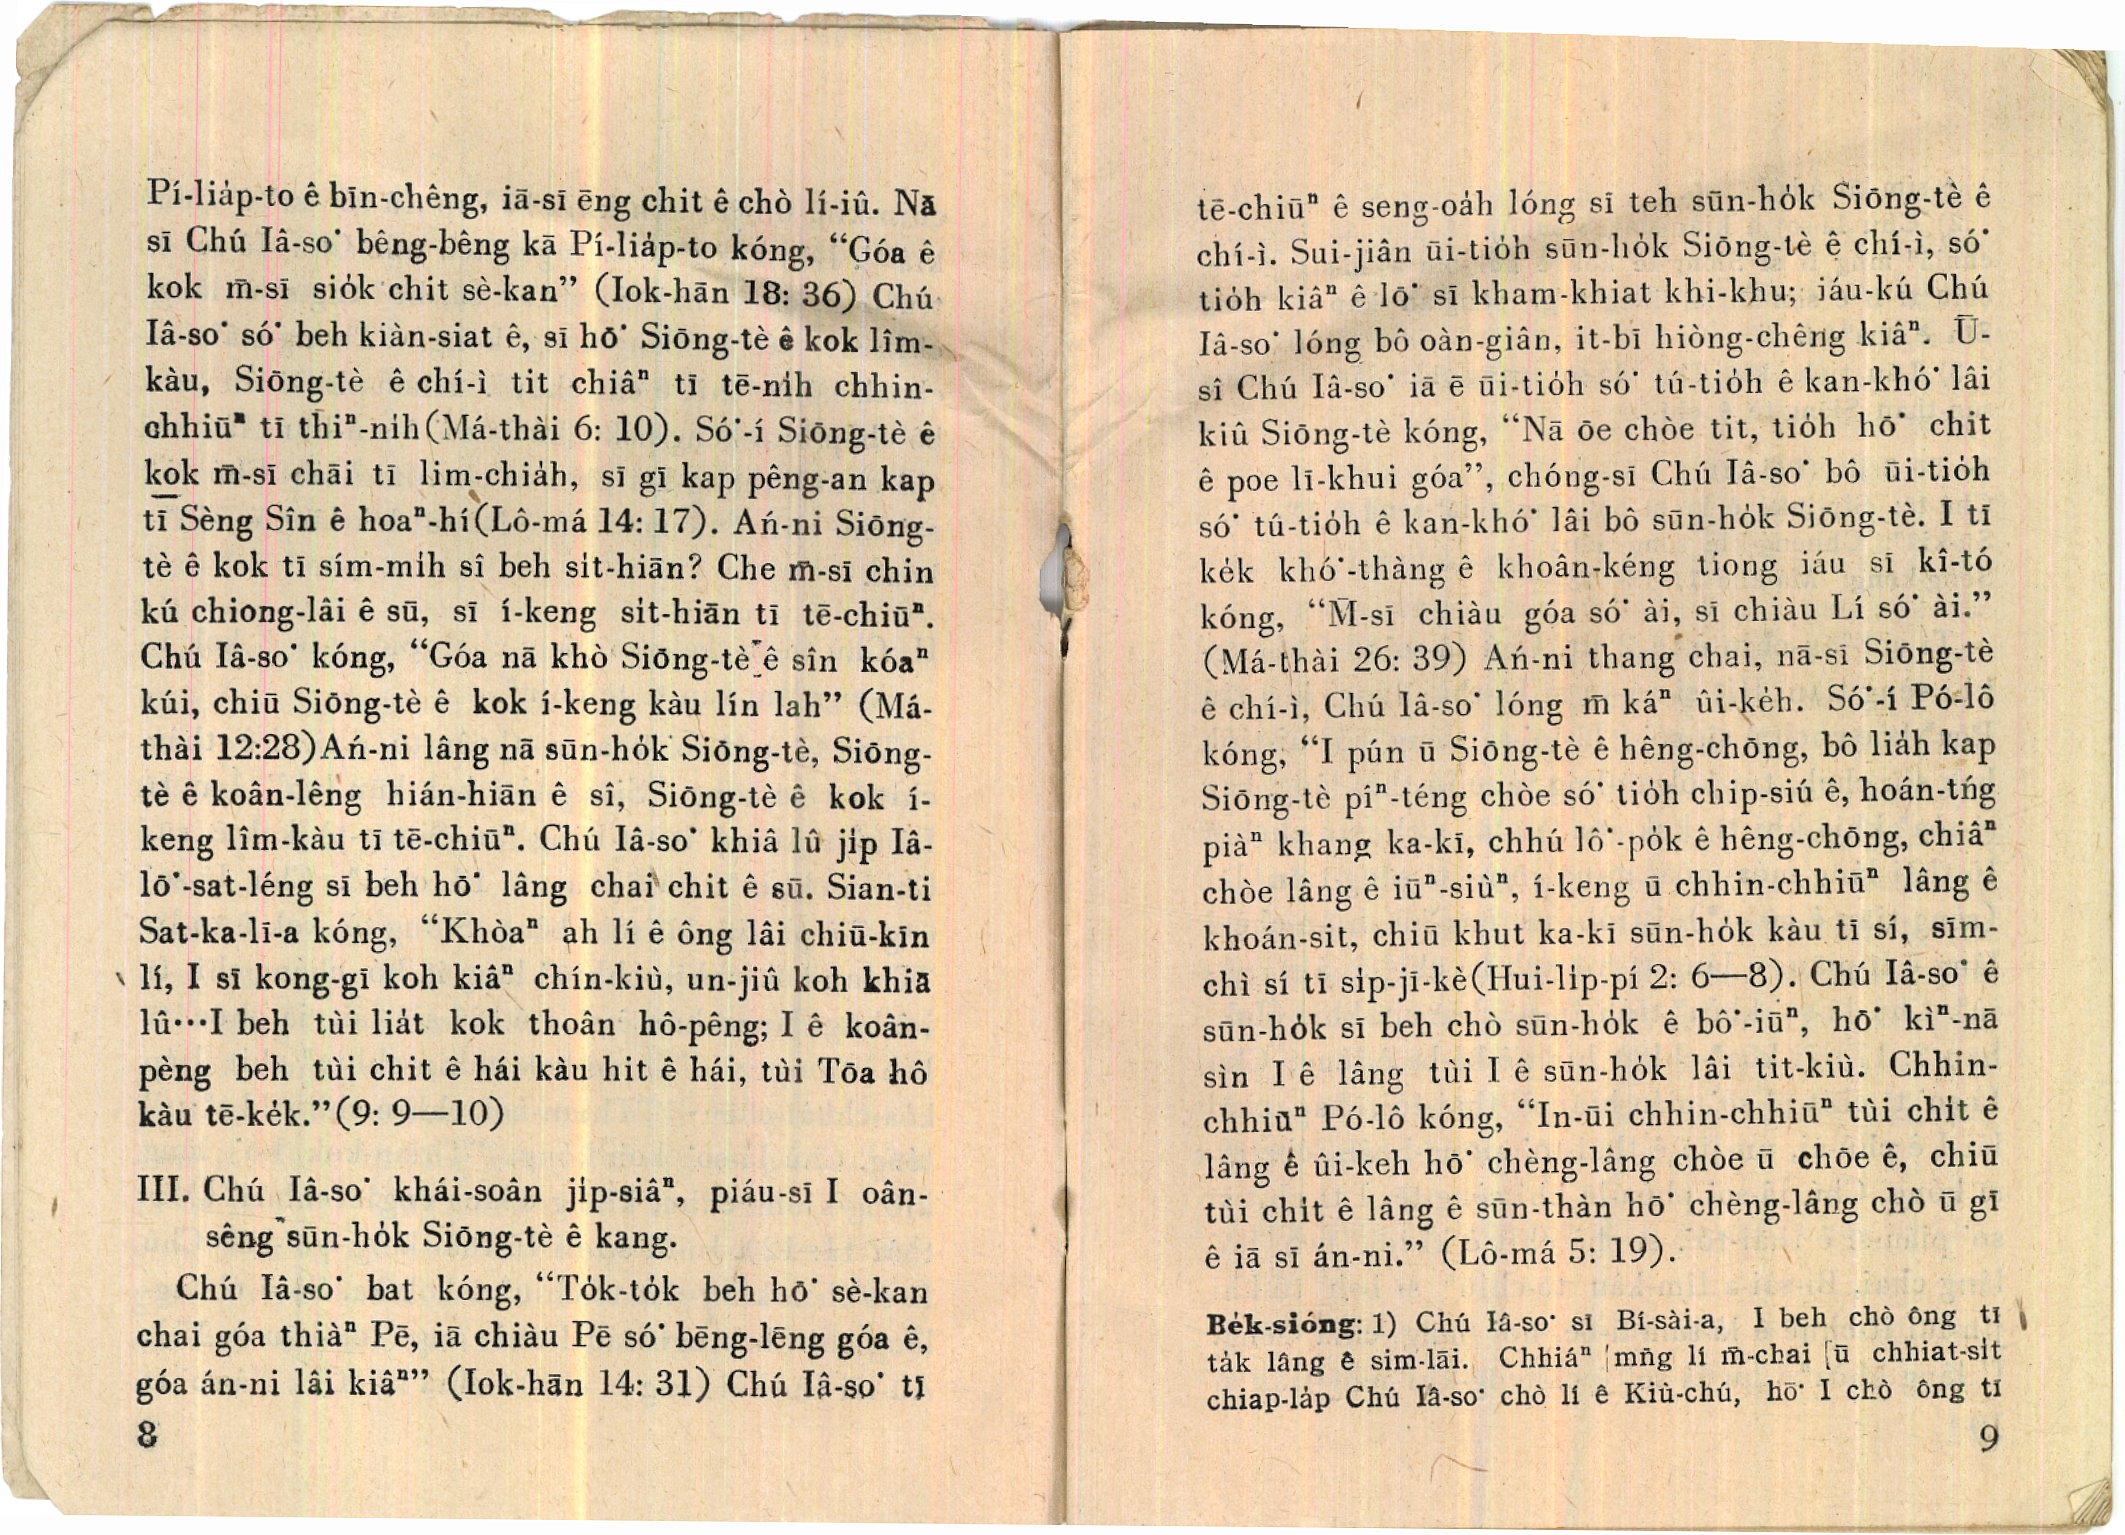 Pí-lia̍p-to ê bīn-chêng, iā-sī ēng chit ê chò lí-iû. Nā
sī Chú Iâ-so͘ bêng-bêng kā Pí-lia̍p-to kóng, “Góa ê
kok m̄-sī sio̍k chit sè-kan” (Iok-hān 18: 36) Chú
Iâ-so͘ só͘ beh kiàn-siat ê, sī hō͘ Siōng-tè ê kok lîm-
kàu, Siōng-tè ê chí-ì tit chiâⁿ tī tē-ni̍h chhin-
chhiūⁿ tī thiⁿ-nih(Má-thài 6: 10). Só͘-í Siōng-tè ê
kok m̄-sī chāi tī lim-chia̍h, sī gī kap pêng-an kap
tī Sèng Sîn ê hoaⁿ-hí(Lô-má 14: 17). Ań-ni Siōng-
tè ê kok tī sím-mi̍h sî beh si̍t-hiān? Che m̄-sī chin
kú chiong-lâi ê sū, sī í-keng si̍t-hiān tī tē-chiūⁿ.
Chú Iâ-so͘ kóng, “Góa nā khò Siōng-tè ê sîn kóaⁿ
kúi, chiū Siōng-tè ê kok í-keng kàu lín lah” (Má-
thài 12:28)Ań-ni lâng nā sūn-ho̍k Siōng-tè, Siōng-
tè ê koân-lêng hián-hiān ê sî, Siōng-tè ê kok í-
keng lîm-kàu tī tē-chiūⁿ. Chú Iâ-so͘ khiâ lû ji̍p Iâ-
lō͘-sat-léng sī beh hō͘ lâng chai chit ê sū. Sian-ti
Sat-ka-lī-a kóng, “Khòaⁿ ah lí ê ông lâi chiū-kīn
lí, I sī kong-gī koh kiâⁿ chín-kiù, un-jiû koh khiā
lû···I beh tùi lia̍t kok thoân hô-pêng; I ê koân-
pèng beh tùi chit ê hái kàu hit ê hái, tùi Tōa hô
kàu tē-ke̍k.”(9: 9—10)
III. Chú Iâ-so͘ khái-soân ji̍p-siâⁿ, piáu-sī I oân-
sêng sūn-ho̍k Siōng-tè ê kang.
Chú Iâ-so͘ bat kóng, “To̍k-to̍k beh hō͘ sè-kan
chai góa thiàⁿ Pē, iā chiàu Pē só͘ bēng-lēng góa ê,
góa án-ni lâi kiâⁿ” (Iok-hān 14: 31) Chú Iâ-so͘ tī
8
tē-chiūⁿ ê seng-oa̍h lóng sī teh sūn-ho̍k Siōng-tè ê
chí-ì. Sui-jiân ūi-tio̍h sūn-ho̍k Siōng-tè ê chí-ì, só͘
tio̍h kiâⁿ ê lō͘ sī kham-khiat khi-khu; iáu-kú Chú
Iâ-so͘ lóng bô oàn-giân, it-bī hiòng-chêng kiâⁿ. Ū-
sî Chú Iâ-so͘ iā ē ūi-tio̍h só͘ tú-tio̍h ê kan-khó͘ lâi
kiû Siōng-tè kóng, “Nā ōe chòe tit, tio̍h hō͘ chit
ê poe lī-khui góa”, chóng-sī Chú Iâ-so͘ bô ūi-tio̍h
só͘ tú-tio̍h ê kan-khó͘ lâi bô sūn-ho̍k Siōng-tè. I tī
ke̍k khó͘-thàng ê khoân-kéng tiong iáu sī kî-tó
kóng, “M̄-sī chiàu góa só͘ ài, sī chiàu Lí só͘ ài.”
(Má-thài 26: 39) Ań-ni thang chai, nā-sī Siōng-tè
ê chí-ì, Chú Iâ-so͘ lóng m̄ káⁿ ûi-ke̍h. Só͘-í Pó-lô
kóng, “I pún ū Siōng-tè ê hêng-chōng, bô lia̍h kap
Siōng-tè píⁿ-téng chòe só͘ tio̍h chip-siú ê, hoán-tńg
piàⁿ khang ka-kī, chhú lô͘-po̍k ê hêng-chōng, chiâⁿ
chòe lâng ê iūⁿ-siùⁿ, í-keng ū chhin-chhiūⁿ lâng ê
khoán-sit, chiū khut ka-kī sūn-ho̍k kàu tī sí, sīm-
chì sí tī si̍p-jī-kè(Hui-li̍p-pí 2: 6—8). Chú Iâ-so͘ ê
sūn-ho̍k sī beh chò sūn-ho̍k ê bô͘-iūⁿ, hō͘ kìⁿ-nā
sìn I ê lâng tùi I ê sūn-ho̍k lâi tit-kiù. Chhin-
chhiūⁿ Pó-lô kóng, “In-ūi chhin-chhiūⁿ tùi chi̍t ê
lâng ê ûi-keh hō͘ chèng-lâng chòe ū chōe ê, chiū
tùi chi̍t ê lâng ê sūn-thàn hō͘ chèng-lâng chò ū gī
ê iā sī án-ni.” (Lô-má 5: 19).
Be̍k-sióng: 1) Chú Iâ-so͘ sī Bí-sài-a, I beh chò ông tī
ta̍k lâng ê sim-lāi. Chhiáⁿ mn̄g lí m̄-chai ū chhiat-si̍t
chiap-la̍p Chú Iâ-so͘ chò lí ê Kiù-chú, hō͘ I chò ông tī
9